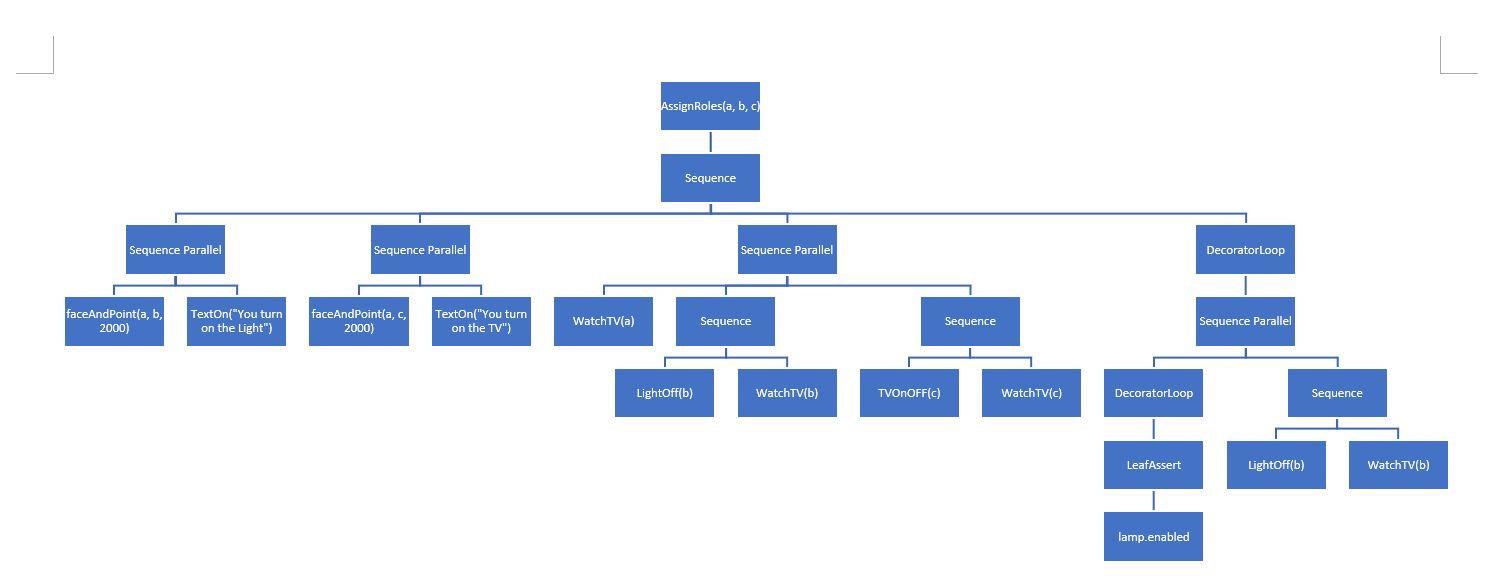 AssignRoles(a, b, c)
Sequence
Sequence Parallel
Sequence Parallel
Sequence Parallel
DecoratorLoop
faceAndPoint(a, b,
2000)
TextOn("You turn
on the Light")
faceAndPoint(a, c,
2000)
TextOn("You turn
on the TV")
WatchTV(a)
Sequence
Sequence
Sequence Parallel
LightOff(b)
WatchTV(b)
TVOnOFF(c)
WatchTV(c)
DecoratorLoop
Sequence
LeafAssert
LightOff(b)
WatchTV(b)
lamp.enabled